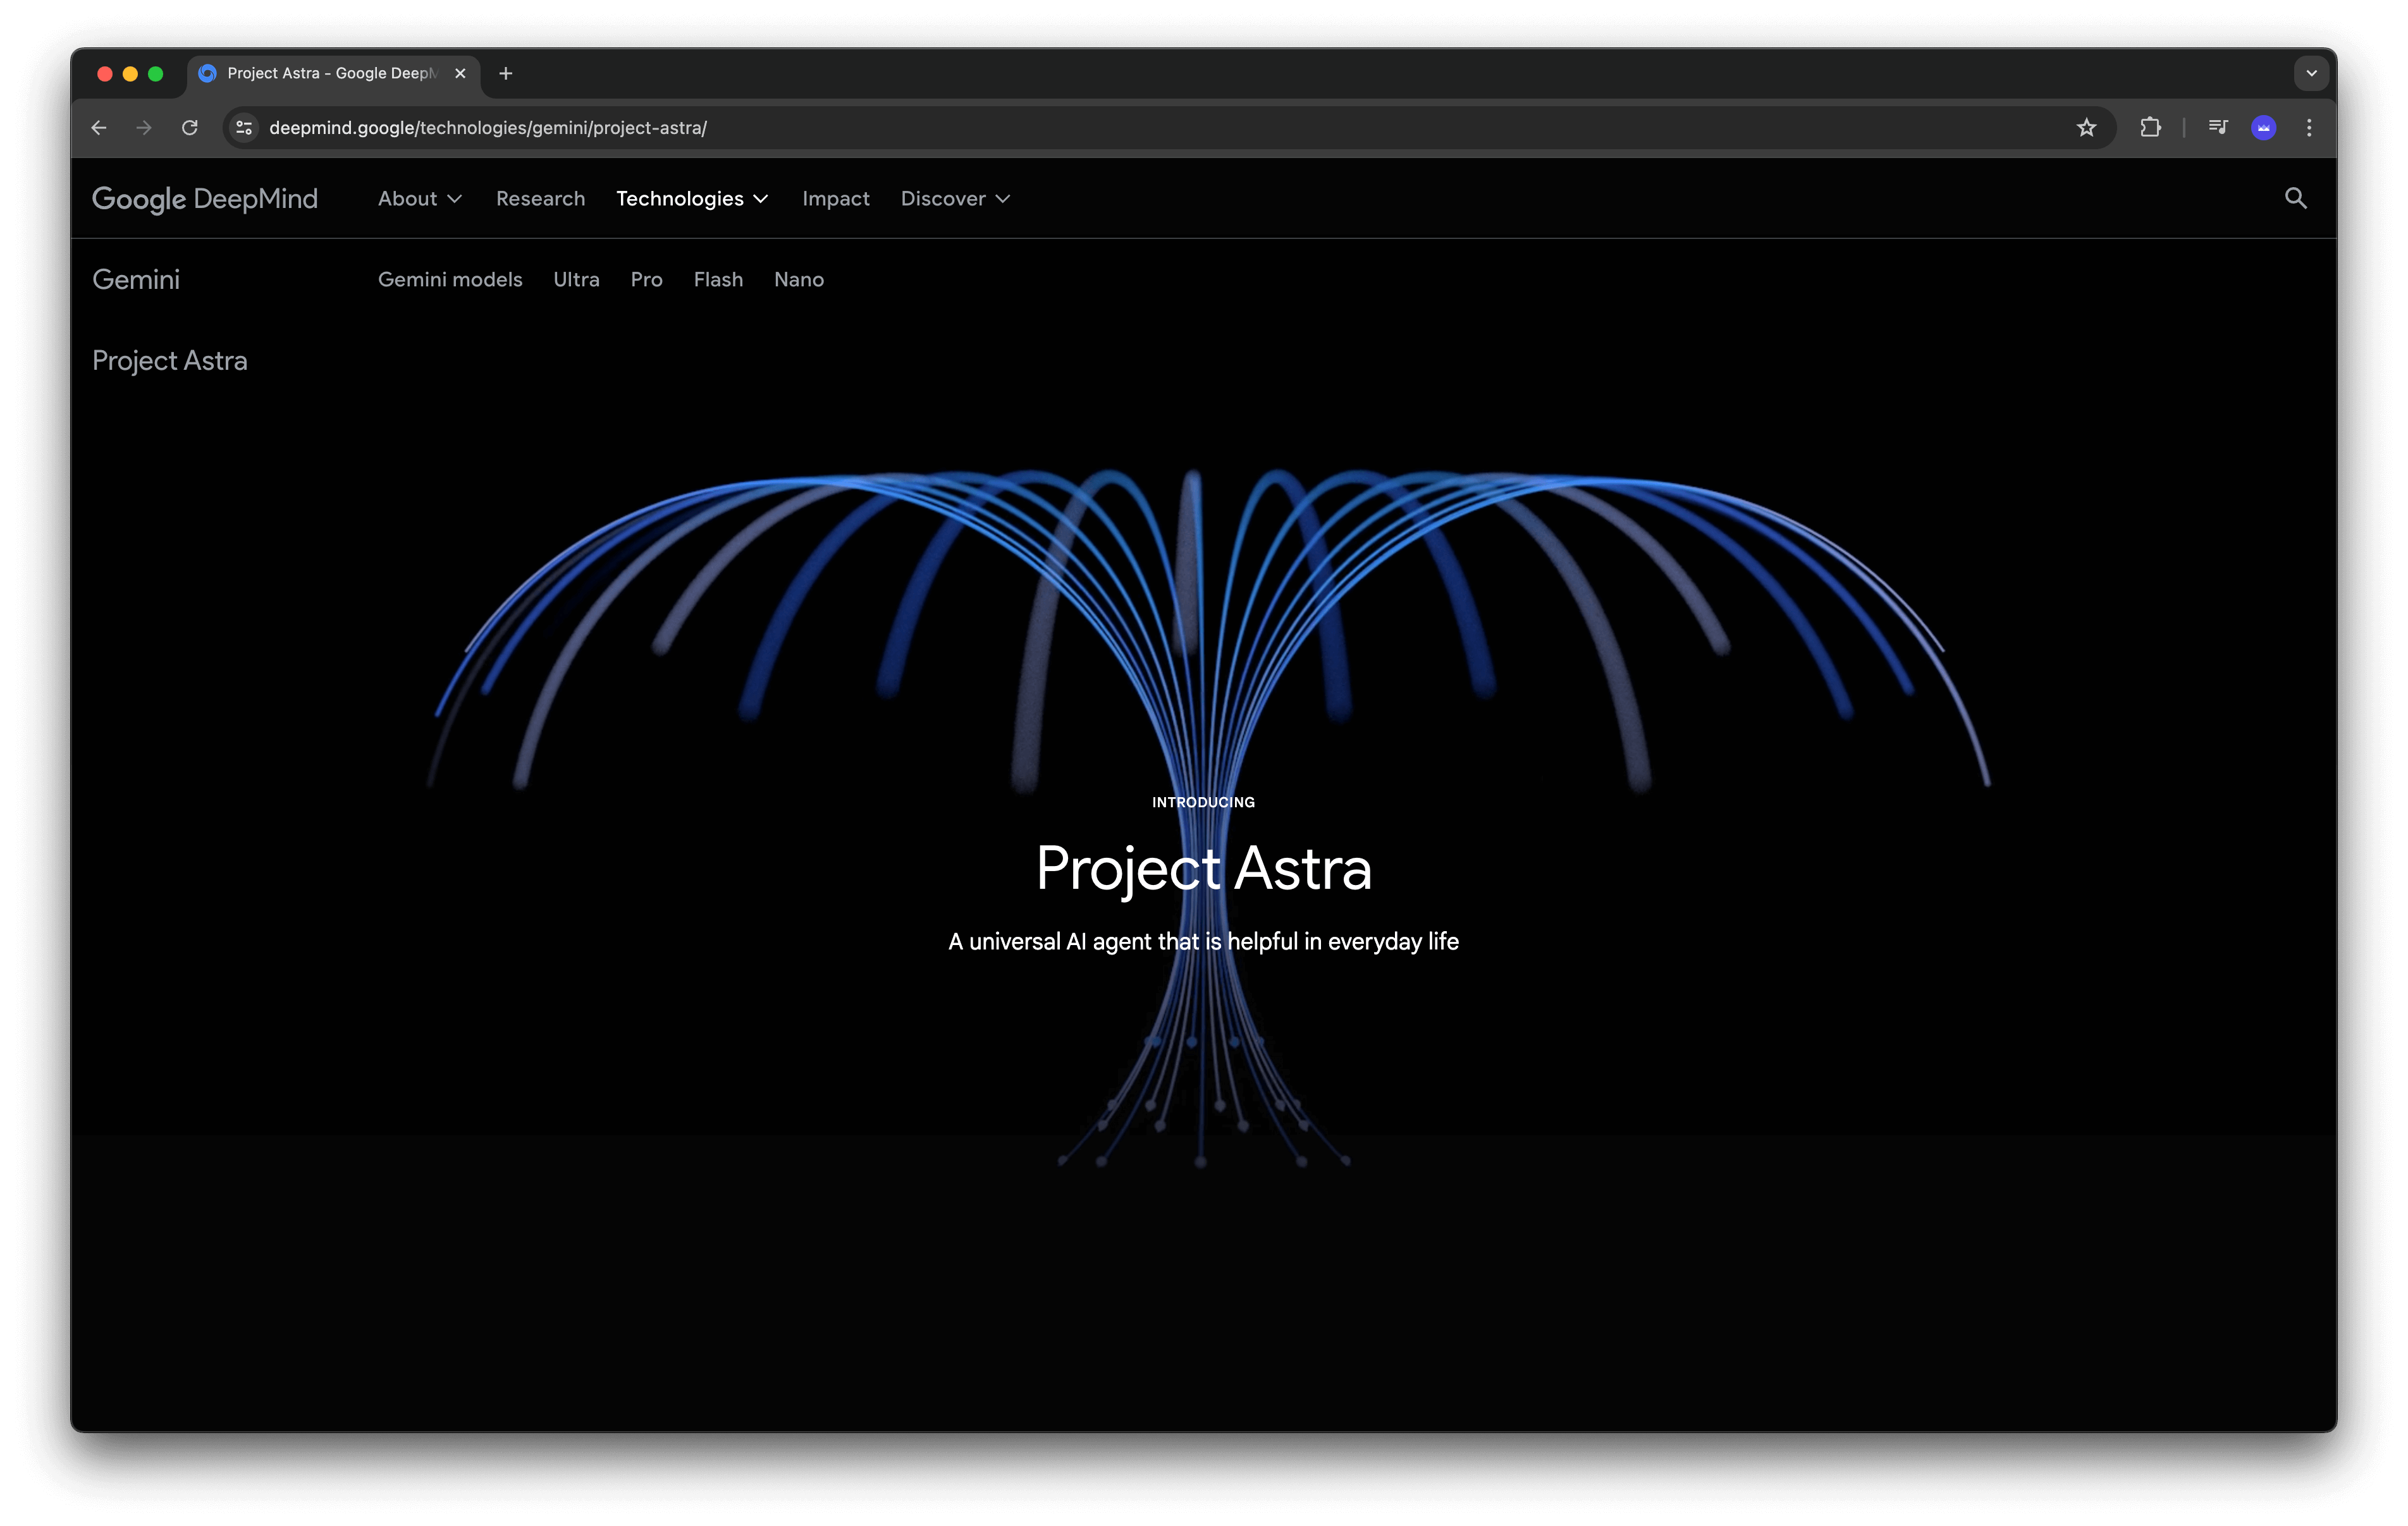 Project Astra - Google DeepM
deepmind.google/technologies/gemini/project-astra/
Google DeepMind About Research Technologies Impact Discover
Gemini Gemini models Ultra Pro Flash Nano
Project Astra
INTRODUCING
Project Astra
A universal AI agent that is helpful in everyday life